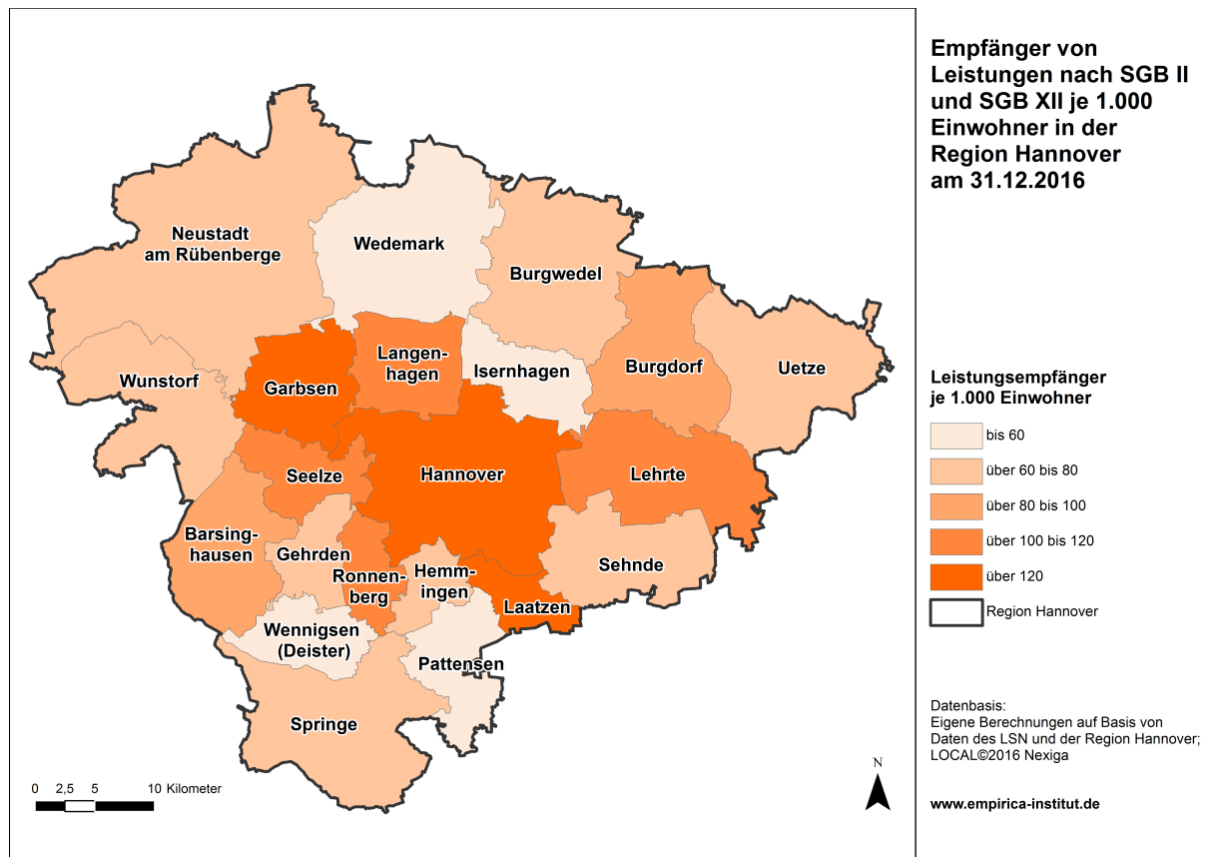 Empfänger von
Leistungen nach SGB II
und SGB XII je 1.000
Einwohner in der
Region Hannover
am 31.12.2016
Neustadt
am Rübenberge
Wedemark
Burgwedel
Wunstorf
Garbsen
Langen-
hagen
Isernhagen
Burgdorf
Uetze
Seelze
Hannover
Lehrte
Barsing-
hausen
Gehrden
Ronnen-
berg
Hemm-
ingen
Sehnde
Laatzen
Wennigsen
(Deister)
Pattensen
Springe
0 2,5 5 10 Kilometer
N
Leistungsempfänger
je 1.000 Einwohner
bis 60
über 60 bis 80
über 80 bis 100
über 100 bis 120
über 120
Region Hannover
Datenbasis:
Eigene Berechnungen auf Basis von
Daten des LSN und der Region Hannover;
LOCAL©2016 Nexiga
www.empirica-institut.de